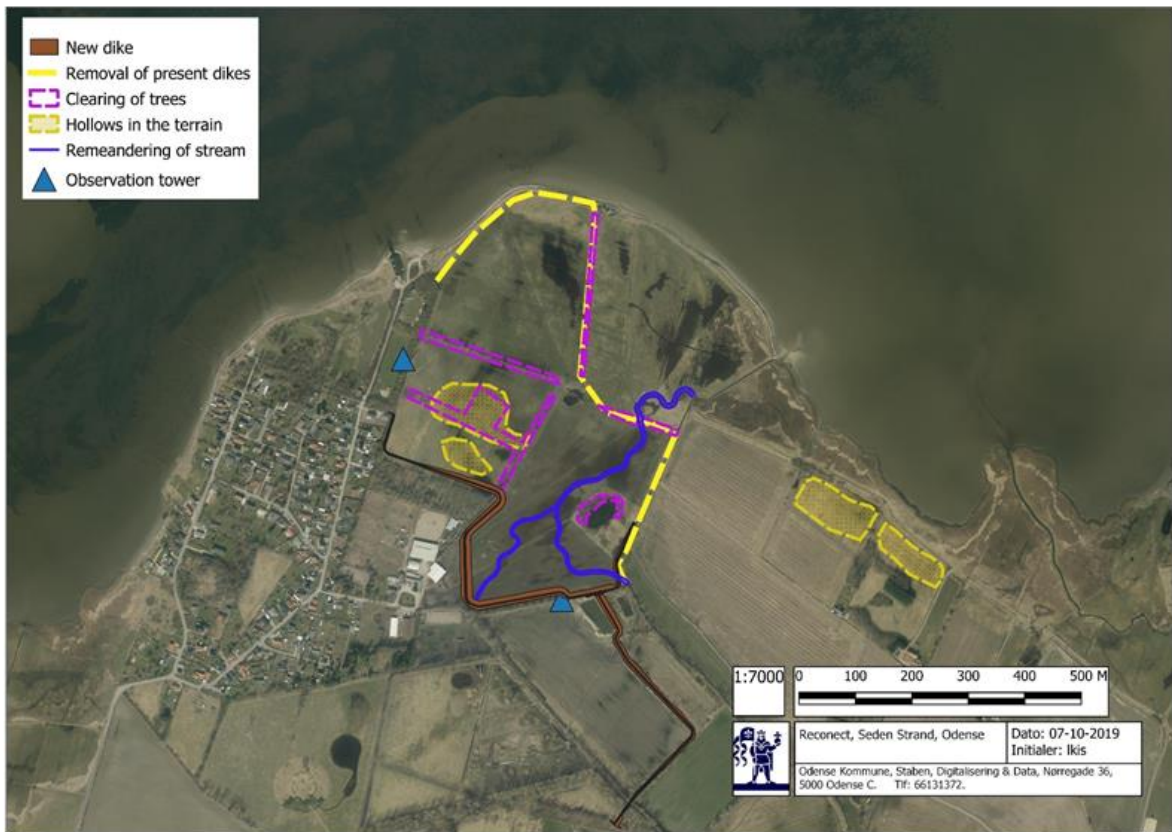 New dike
Removal of present dikes
Clearing of trees
Hollows in the terrain
Remeandering of stream
Observation tower
1:7000
0 100 200 300 400 500 M
Reconect, Seden Strand, Odense
Dato: 07-10-2019
Initialer: lkis
Odense Kommune, Staben, Digitalisering & Data, Nørregade 36,
5000 Odense C. Tlf: 66131372.